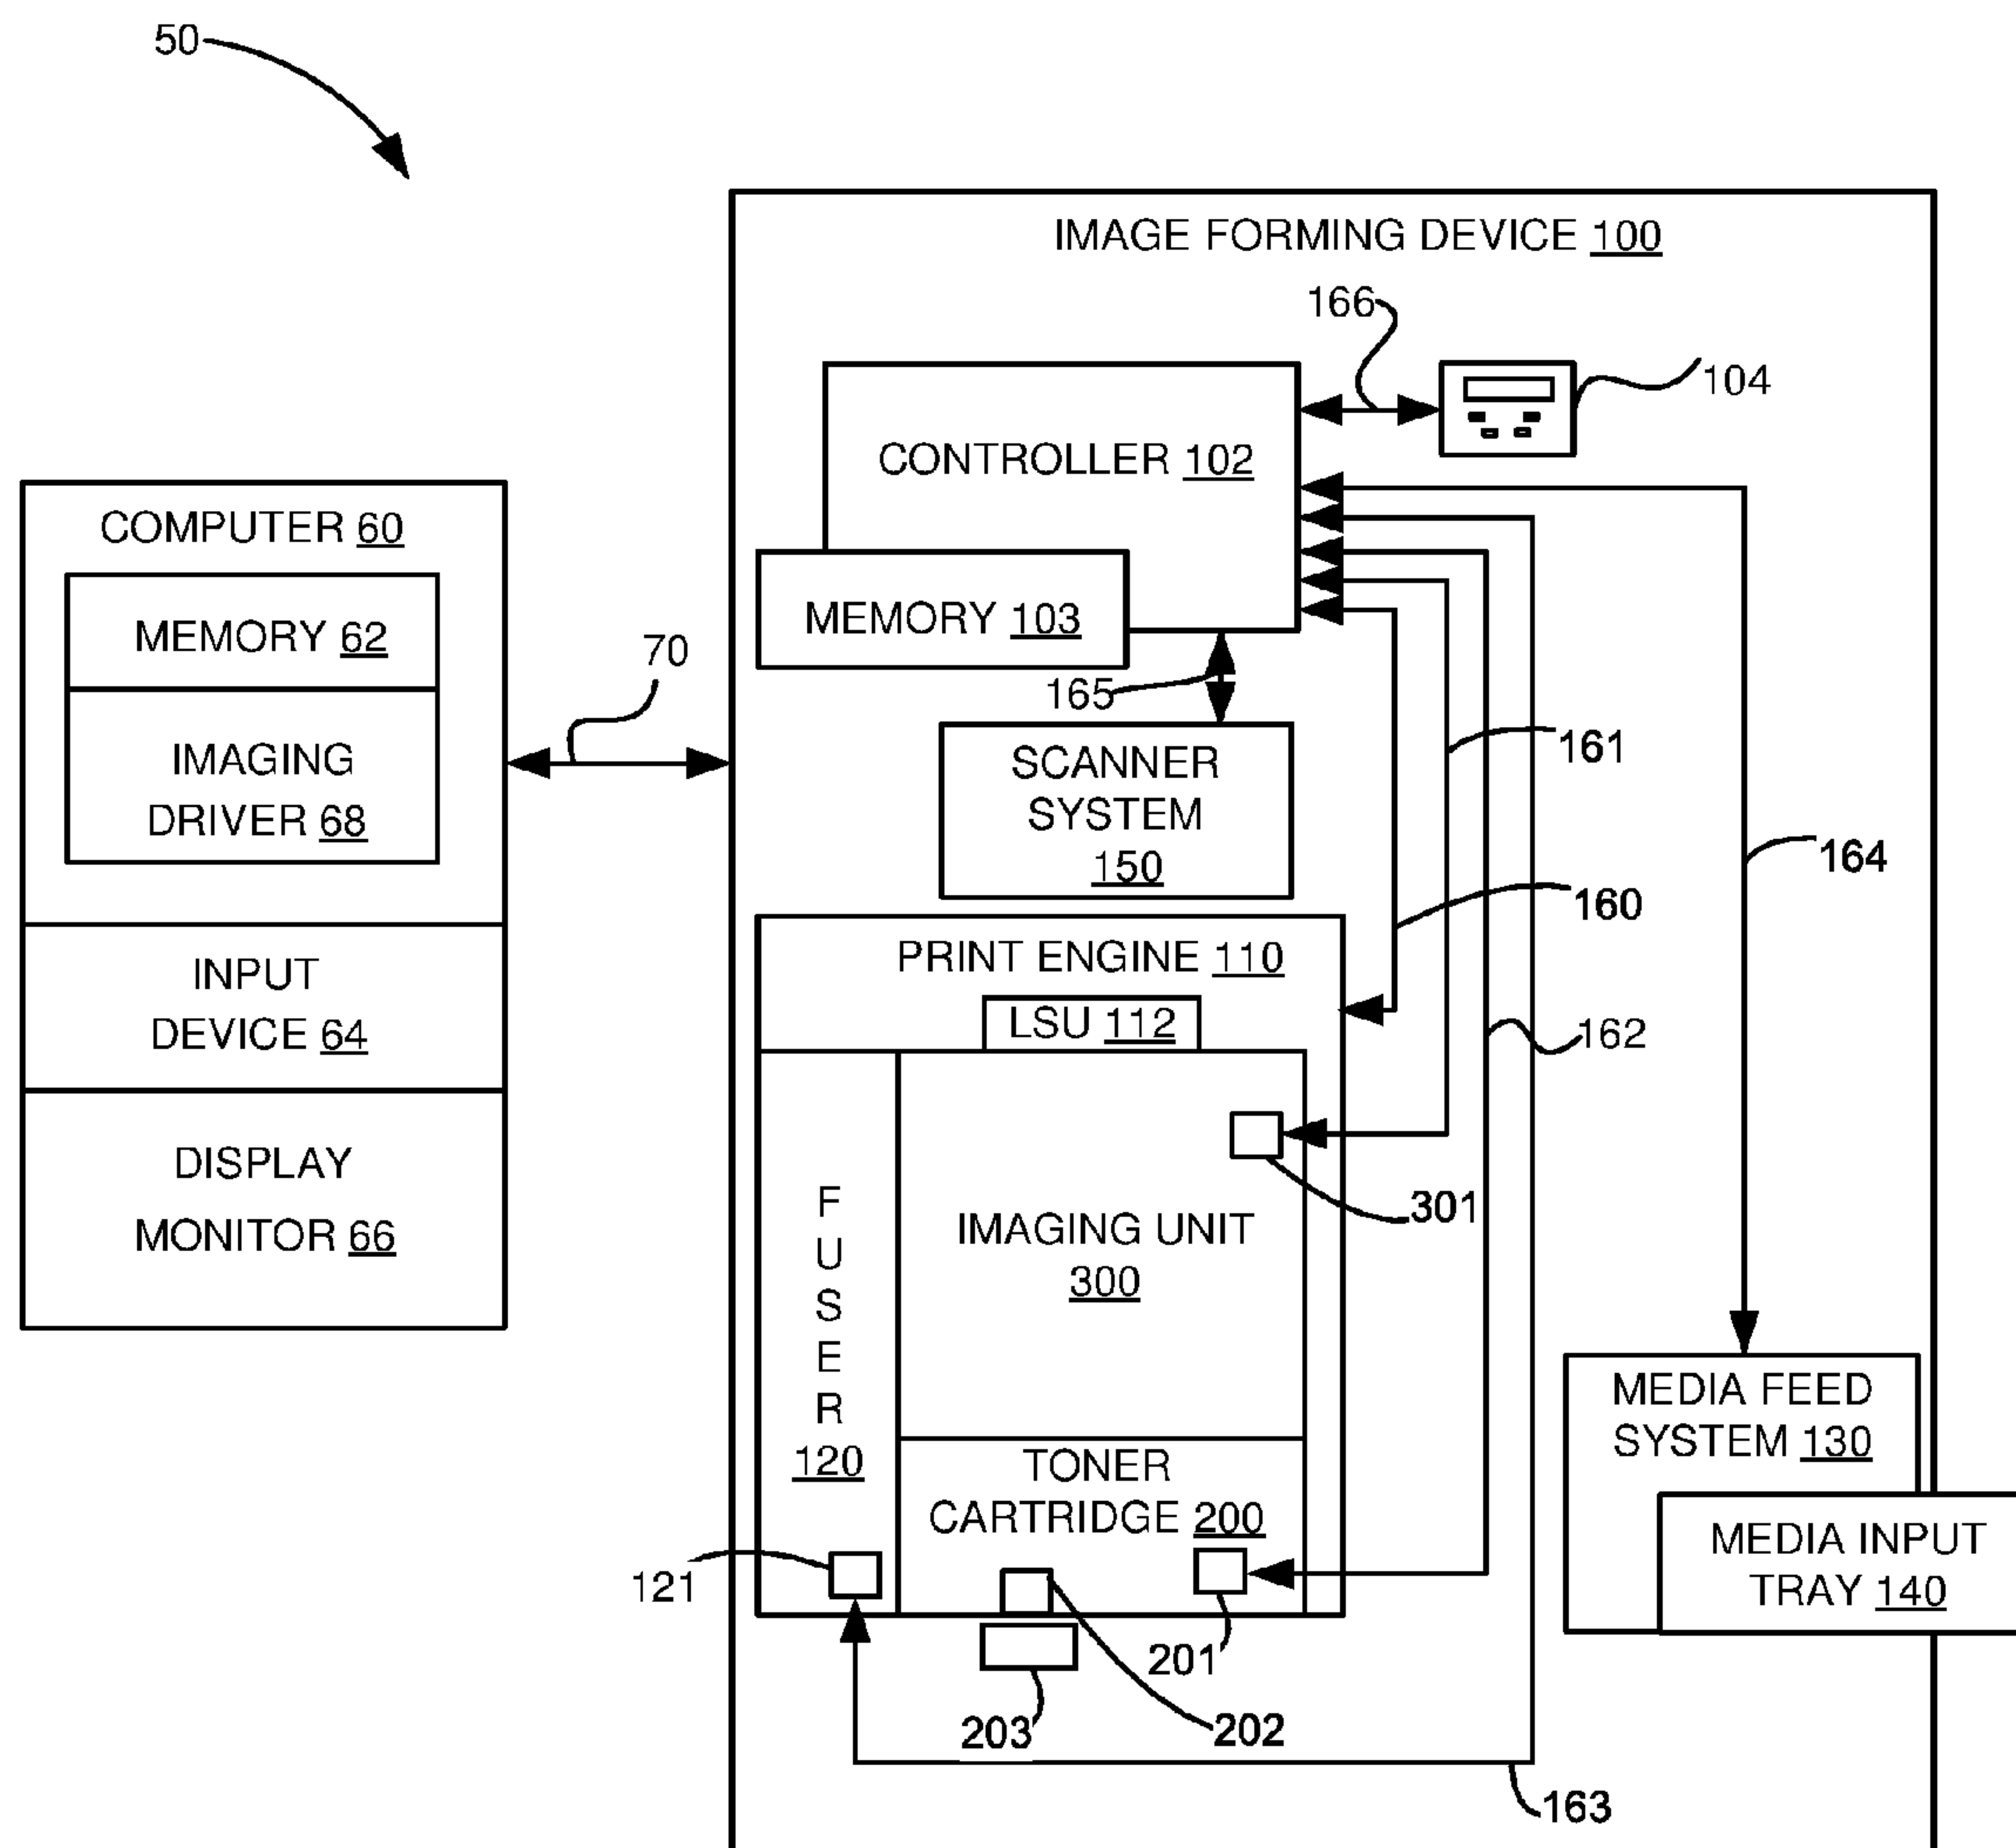 50
IMAGE FORMING DEVICE 100
166
104
CONTROLLER 102
MEMORY 103
COMPUTER 60
MEMORY 62
IMAGING
DRIVER 68
INPUT
DEVICE 64
DISPLAY
MONITOR 66
70
165
SCANNER
SYSTEM
150
161
164
160
162
PRINT ENGINE 110
LSU 112
301
IMAGING UNIT
300
FUSER
120
TONER
CARTRIDGE 200
MEDIA FEED
SYSTEM 130
MEDIA INPUT
TRAY 140
121
201
203
202
163